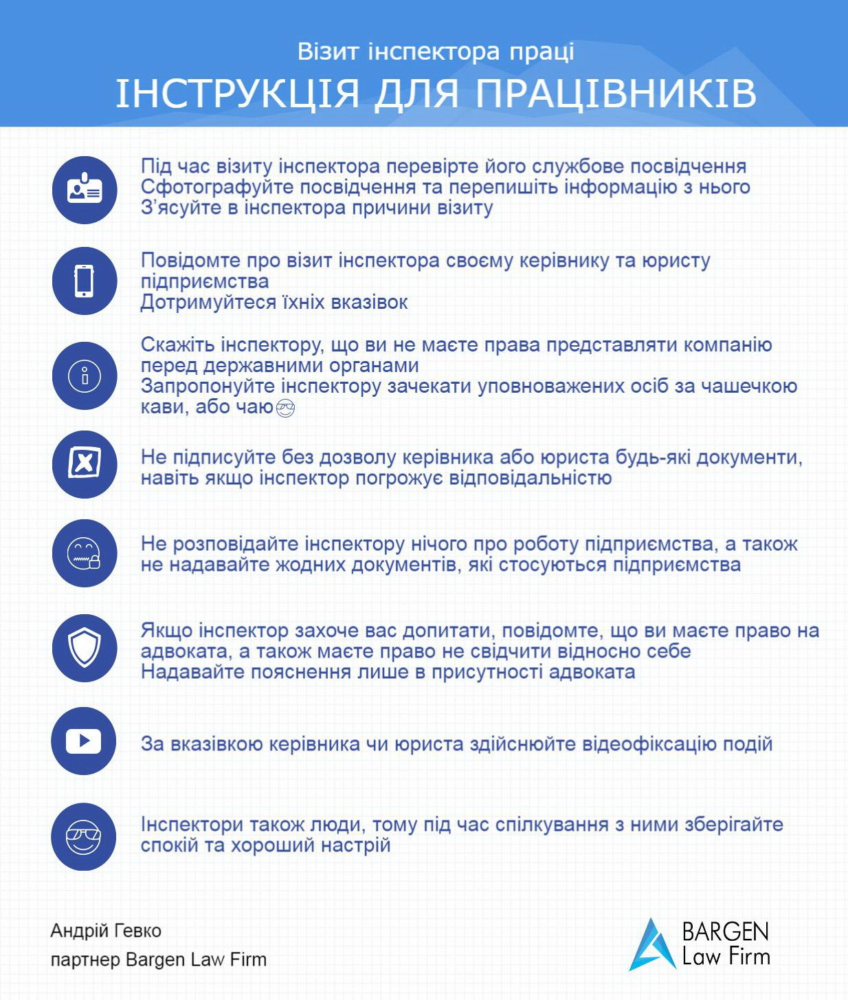 Візит інспектора праці
ІНСТРУКЦІЯ ДЛЯ ПРАЦІВНИКІВ
Під час візиту інспектора перевірте його службове посвідчення
Сфотографуйте посвідчення та перепишіть інформацію з нього
З’ясуйте в інспектора причини візиту
Повідомте про візит інспектора своєму керівнику та юристу
підприємства
Дотримуйтеся їхніх вказівок
Скажіть інспектору, що ви не маєте права представляти компанію
перед державними органами
Запропонуйте інспектору зачекати уповноважених осіб за чашечкою
кави, або чаю
Не підписуйте без дозволу керівника або юриста будь-які документи,
навіть якщо інспектор погрожує відповідальністю
Не розповідайте інспектору нічого про роботу підприємства, а також
не надавайте жодних документів, які стосуються підприємства
Якщо інспектор захоче вас допитати, повідомте, що ви маєте право на
адвоката, а також маєте право не свідчити відносно себе
Надавайте пояснення лише в присутності адвоката
За вказівкою керівника чи юриста здійснюйте відеофіксацію подій
Інспектори також люди, тому під час спілкування з ними зберігайте
спокій та хороший настрій
Андрій Гевко
партнер Bargen Law Firm
BARGEN
Law Firm